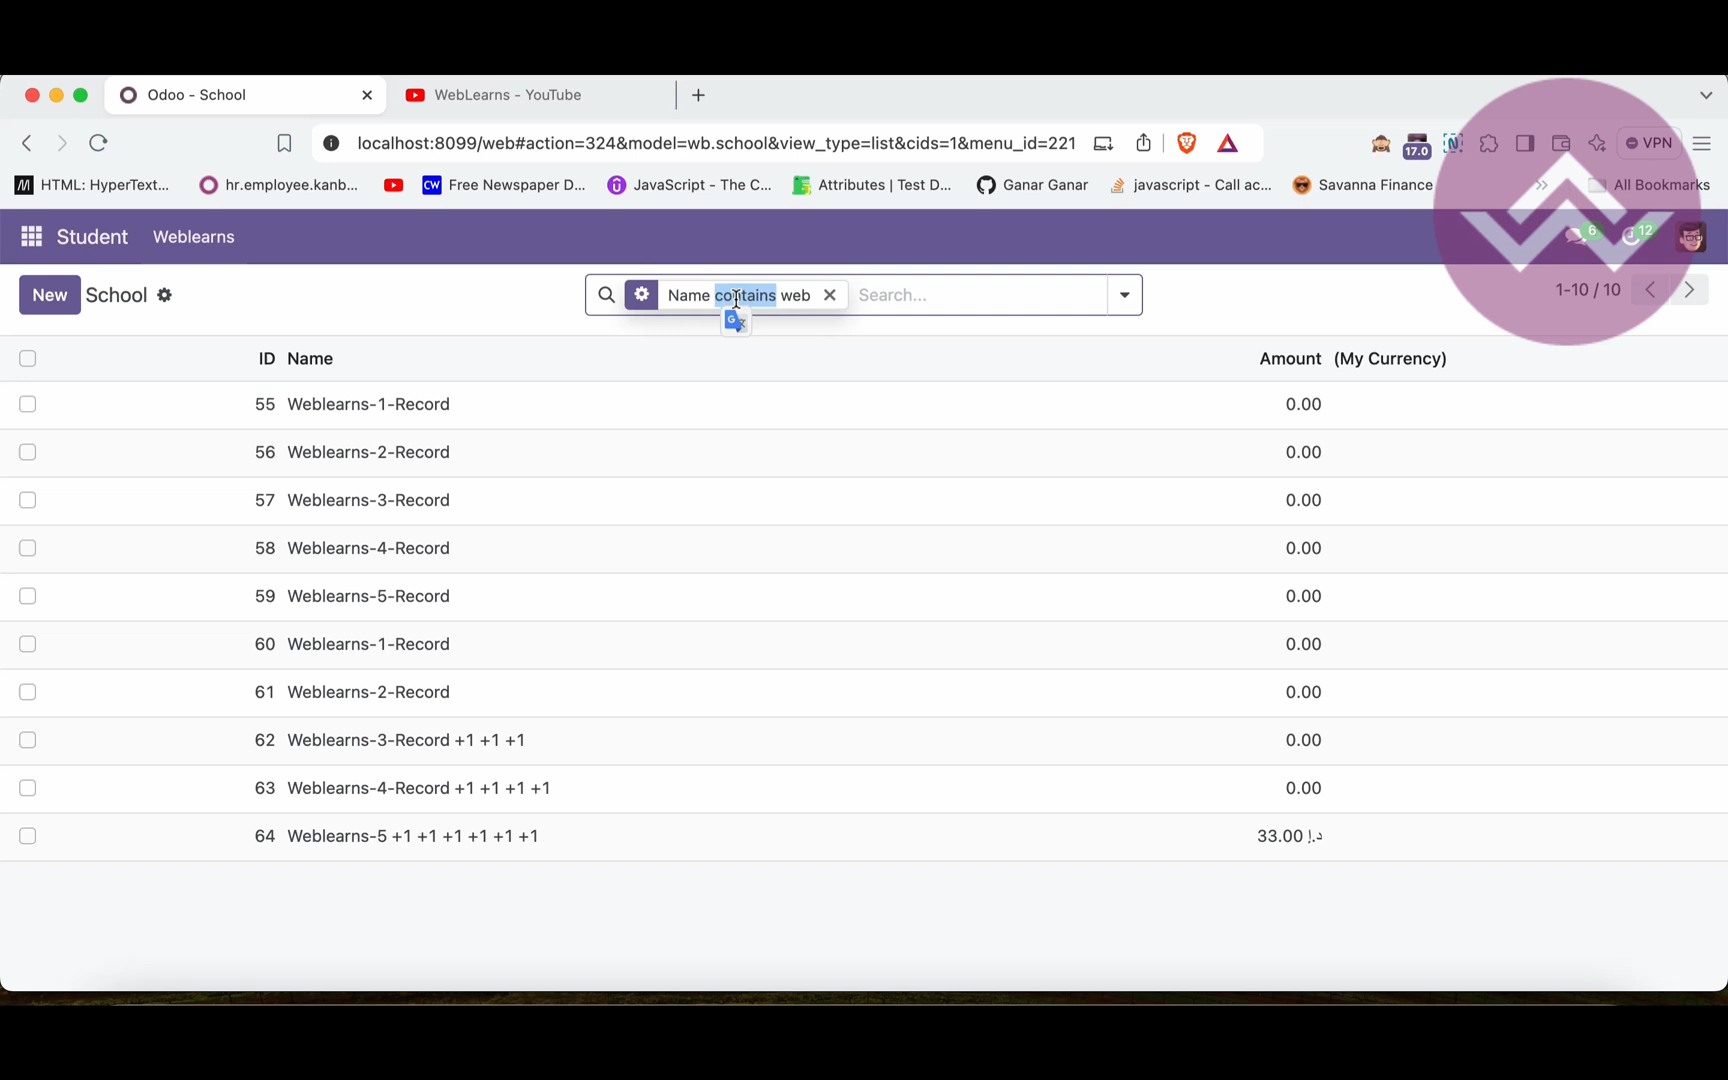 Odoo - School
WebLearns - YouTube
localhost:8099/web#action=324&model=wb.school&view_type=list&cids=1&menu_id=221
17.0
VPN
HTML: HyperText...
hr.employee.kanb...
CW Free Newspaper D...
JavaScript - The C...
Attributes | Test D...
Ganar Ganar
javascript - Call ac...
Savanna Finance
All Bookmarks
Student
Weblearns
6
12
New
School
Name contains web
Search...
1-10 / 10
ID Name Amount (My Currency)
55 Weblearns-1-Record 0.00
56 Weblearns-2-Record 0.00
57 Weblearns-3-Record 0.00
58 Weblearns-4-Record 0.00
59 Weblearns-5-Record 0.00
60 Weblearns-1-Record 0.00
61 Weblearns-2-Record 0.00
62 Weblearns-3-Record +1 +1 +1 0.00
63 Weblearns-4-Record +1 +1 +1 +1 0.00
64 Weblearns-5 +1 +1 +1 +1 +1 +1 33.00 د.إ